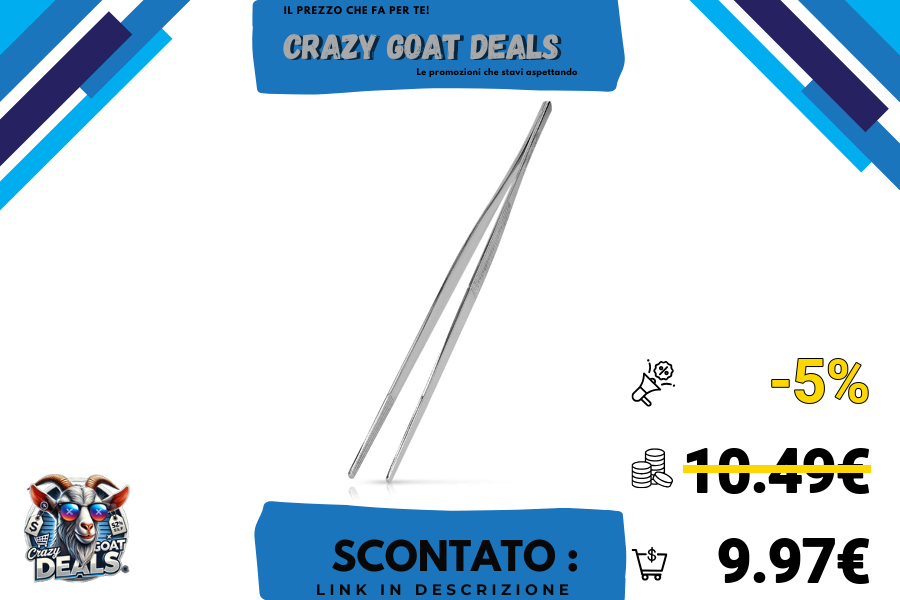 IL PREZZO CHE FA PER TE!
CRAZY GOAT DEALS
Le promozioni che stavi aspettando
-5%
10.49€
9.97€
SCONTATO :
LINK IN DESCRIZIONE
$
Crazy
GOAT
DEALS